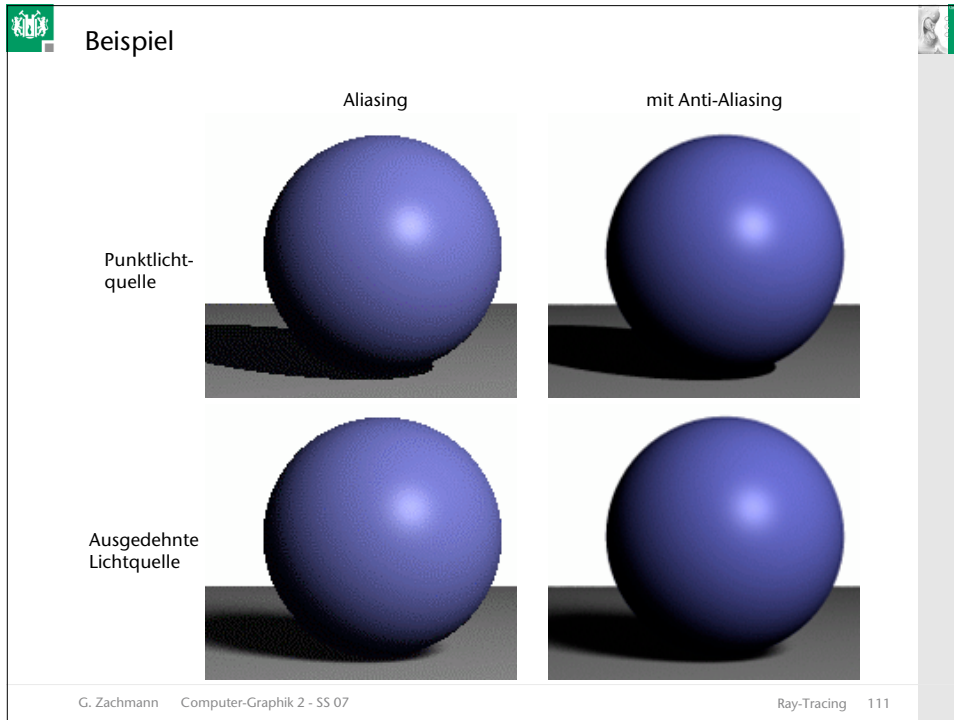 Beispiel
Aliasing
mit Anti-Aliasing
Punktlicht-
quelle
Ausgedehnte
Lichtquelle
G. Zachmann Computer-Graphik 2 - SS 07
Ray-Tracing 111